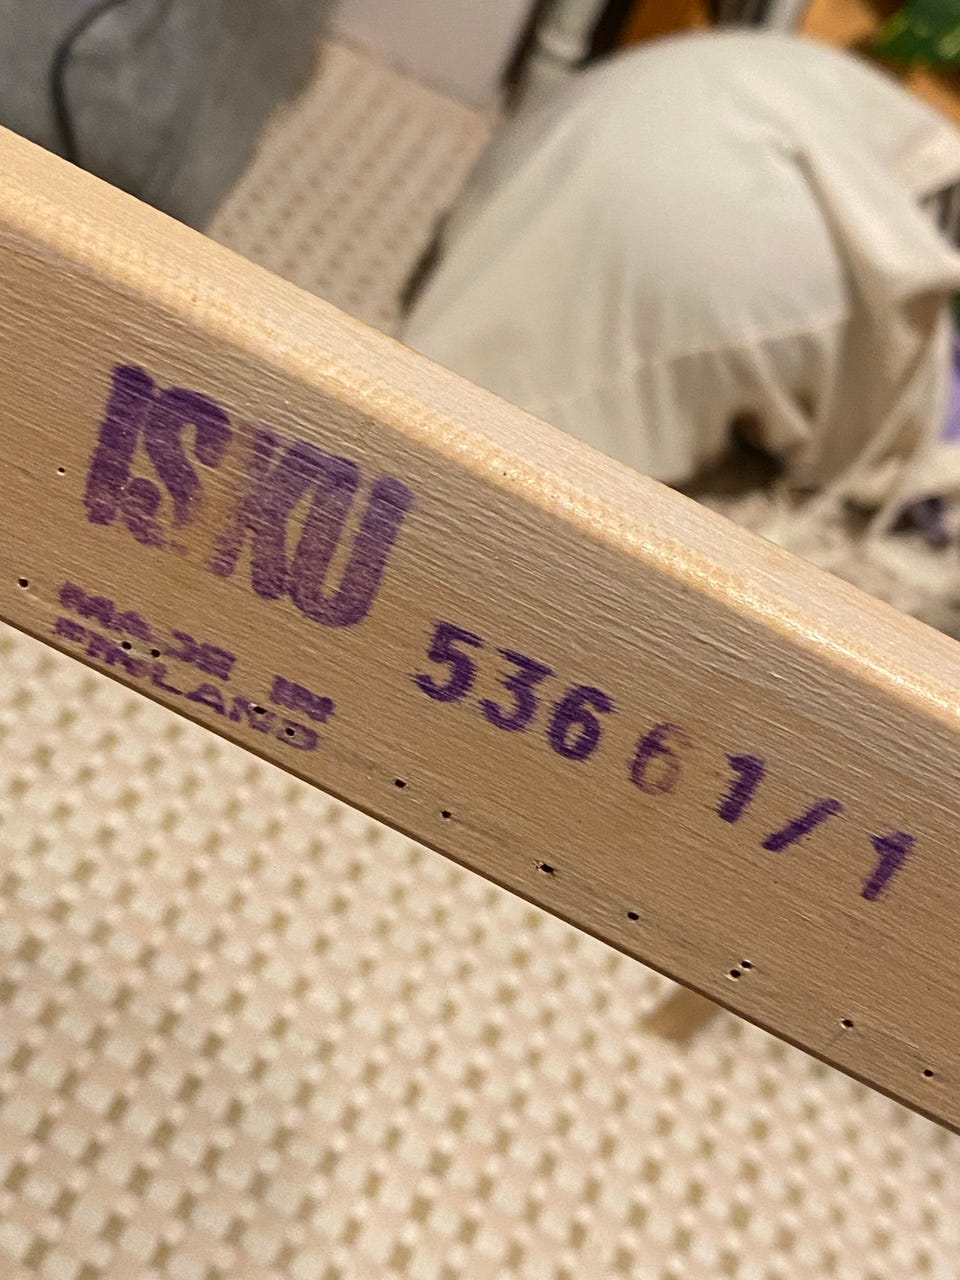 ISKU
MADE IN
FINLAND
53661/1